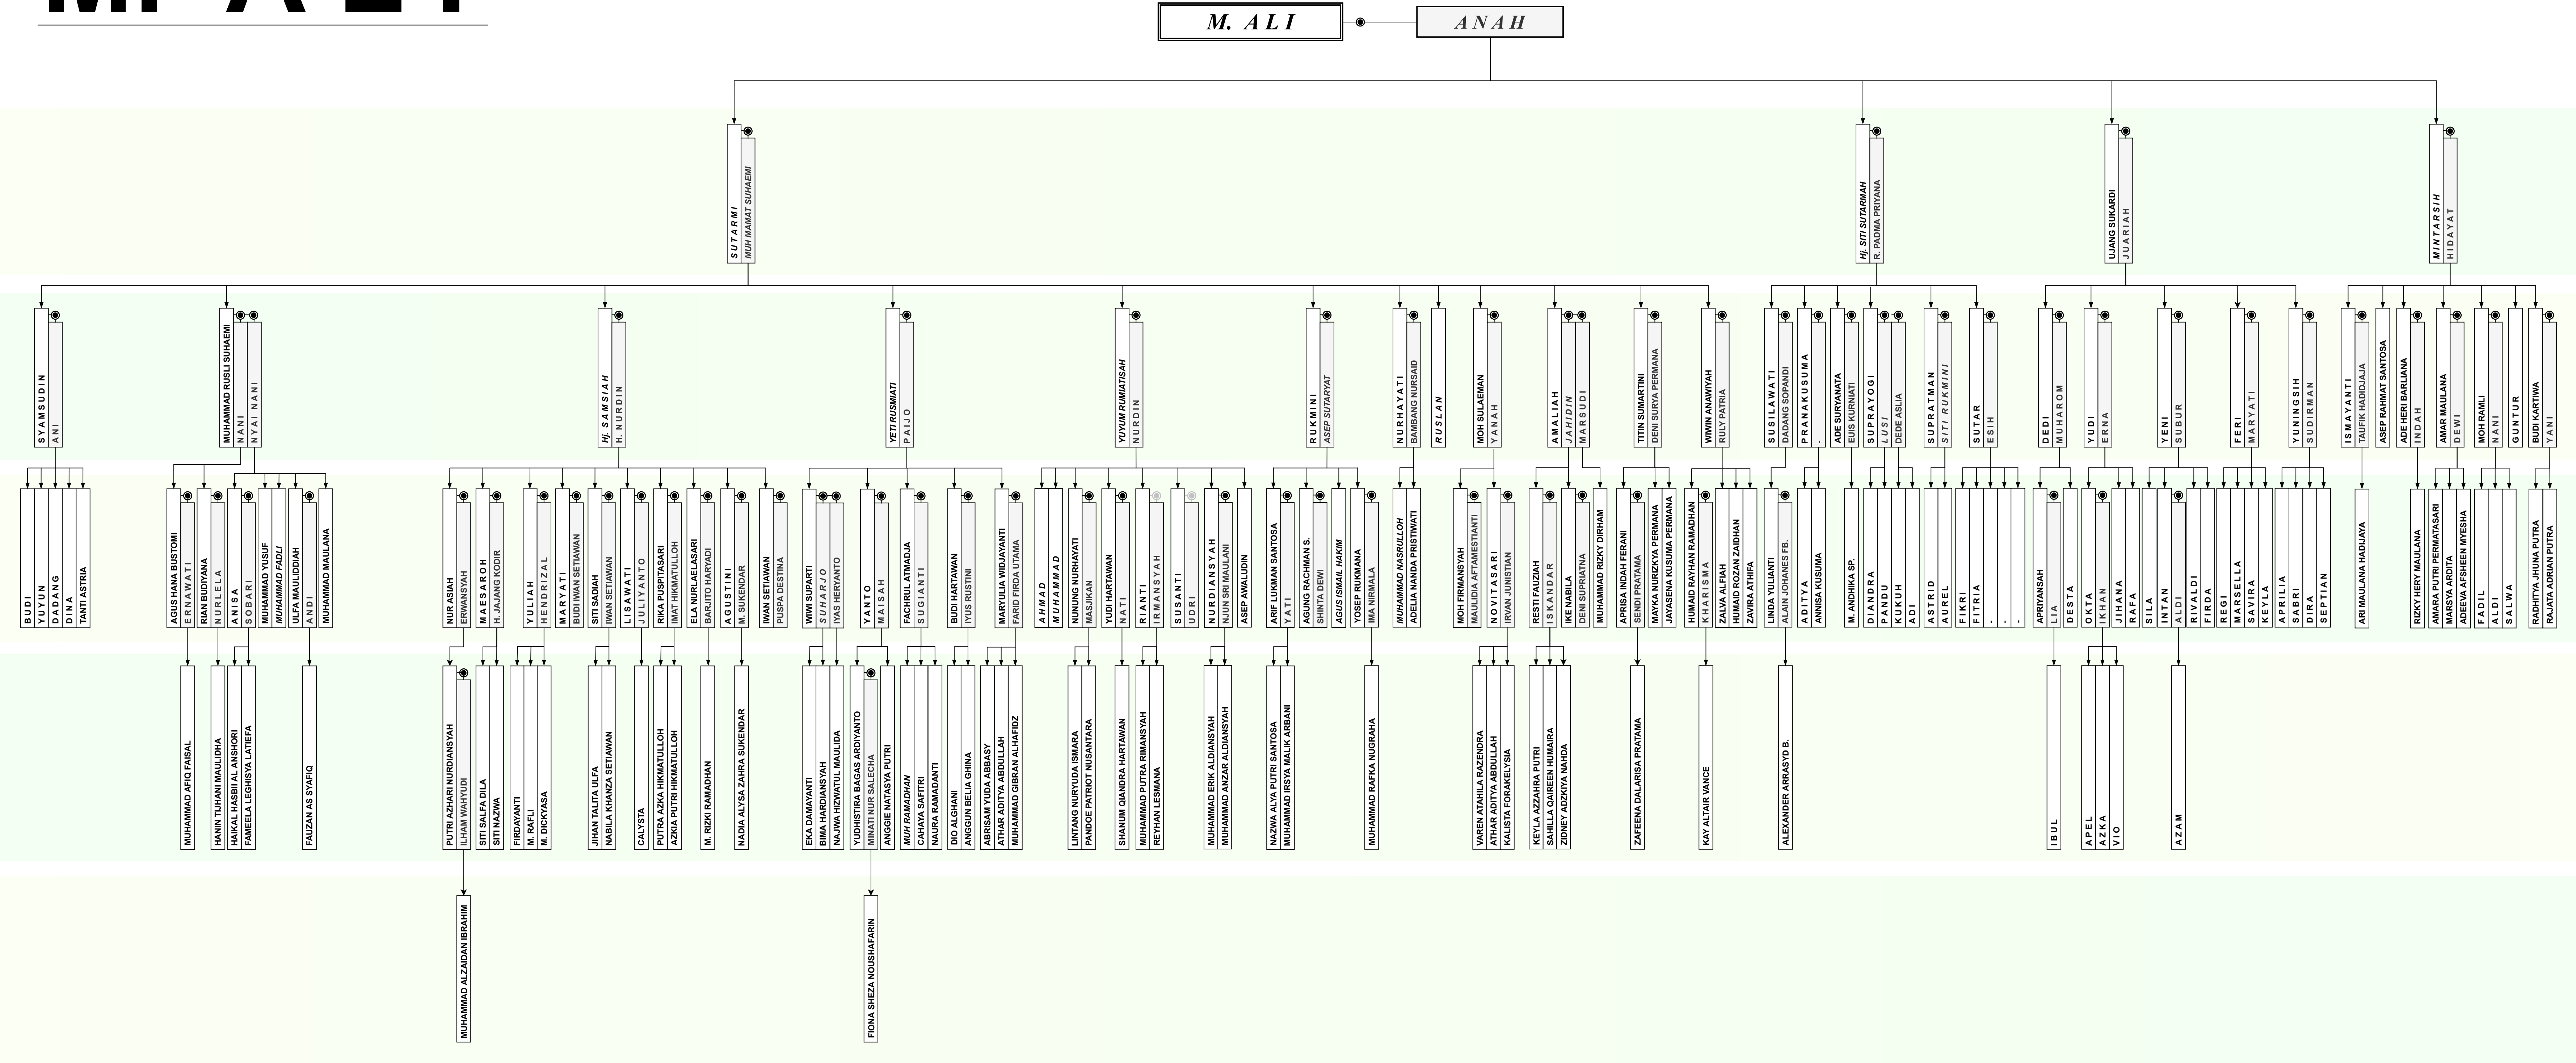 M. ALI
ANAH
SUTARMI
MUH MAMAT SUHAEMI
Hj. SITI SUTARMAH
R. PADMA PRIYANA
UJANG SUKARDI
JUARIAH
MINTARSIH
HIDAYAT
SYAMSUDIN
ANI
MUHAMMAD RUSLI SUHAEMI
NANI
NYAI NANI
Hj. SAMSIAH
H. NURDIN
YETI RUSMIATI
PAIJO
YUYUM RUMIATISAH
NURDIN
RUKMINI
ASEP SUTARYAT
NURHAYATI
BAMBANG NURSAID
RUSLAN
MOH SULAEMAN
YANAH
AMALIAH
JAHIDIN
MARSUDI
TITIN SUMARTINI
DENI SURYA PERMANA
WIWIN ANAWIYAH
RULY PATRIA
SUSILAWATI
DADANG SOPANDI
PRANAKUSUMA
-
ADE SURYANATA
EUIS KURNIATI
SUPRAYOGI
LUSI
DEDE ASLIA
SUPRATMAN
SITI RUKMINI
SUTAR
ESIH
DEDI
MUHAROM
YUDI
ERNA
YENI
SUBUR
FERI
MARYATI
YUNINGSIH
SUDIRMAN
ISMAYANTI
TAUFIK HADIDJAJA
ASEP RAHMAT SANTOSA
ADE HERI BARLIANA
INDAH
AMAR MAULANA
DEWI
MOH RAMLI
NANI
GUNTUR
BUDI KARTIWA
YANI
BUDI
YUYUN
DADANG
DINA
TANTI ASTRIA
AGUS HANA BUSTOMI
ERNAWATI
RIAN BUDIYANA
NURLELA
ANISA
SOBARI
MUHAMMAD YUSUF
MUHAMMAD FADLI
ULFA MAULIDDIAH
ANDI
MUHAMMAD MAULANA
NUR ASIAH
ERWANSYAH
MAESAROH
H. JAJANG KODIR
YULIAH
HENDRIZAL
MARYATI
BUDI IWAN SETIAWAN
SITI SADIAH
IWAN SETIAWAN
LISAWATI
JULIYANTO
RIKA PUSPITASARI
IMAT HIKMATULLOH
ELA NURLAELASARI
BARJITO HARYADI
AGUSTINI
M. SUKENDAR
IWAN SETIAWAN
PUSPA DESTINA
WIWI SUPARTI
SUHARJO
IYAS HERYANTO
YANTO
MAISAH
FACHRUL ATMADJA
SUGIANTI
BUDI HARTAWAN
IYUS RUSTINI
MARYULIA WIDJAYANTI
FARID FIRDA UTAMA
AHMAD
MUHAMMAD
NUNUNG NURHAYATI
MASJIKAN
YUDI HARTAWAN
NATI
RIANTI
IRMANSYAH
SUSANTI
UDRI
NURDIANSYAH
NJUIN SRI MAULANI
ASEP AWALUDIN
ARIF LUKMAN SANTOSA
YATI
AGUNG RACHMAN S.
SHINTA DEWI
AGUS ISMAIL HAKIM
YOSEP RUKMANA
IMA NIRMALA
MUHAMMAD NASRULLOH
ADELIA NANDA PRISTIWATI
MOH FIRMANSYAH
MAULIDIA AFTAMESTIANTI
NOVITASARI
IRVAN JUNISTIAN
RESTI FAUZIAH
ISKANDAR
IKE NABILA
DENI SUPRIATNA
MUHAMMAD RIZKY DIRHAM
APRISA INDAH FERANI
SENDI PRATAMA
MAYKA NURIZKYA PERMANA
JAYASENA KUSUMA PERMANA
HUMAID RAYHAN RAMADHAN
KHARISMA
ZALVA ALFIAH
HUMAID ROZAN ZAIDHAN
ZAVIRA ATHIFA
LINDA YULIANTI
ALAIN JOHANES FB.
ADITYA
ANNISA KUSUMA
M. ANDHIKA SP.
DIANDRA
PANDU
KUKUH
ADI
ASTRID
AUREL
FIKRI
FITRIA
-
-
-
APRIYANSAH
LIA
DESTA
OKTA
IKHAN
JIHANA
RAFA
SILA
INTAN
ALDI
RIVALDI
FIRDA
REGI
MARSELLA
SAVIRA
KEYLA
APRILIA
SABRI
DIRA
SEPTIAN
ARI MAULANA HADIJAYA
RIZKY HERY MAULANA
AMARA PUTRI PERMATASARI
MARSYA ARDITA
ADEEVA AFSHEEN MYESHA
FADIL
ALDI
SALWA
RADHITYA JHUNA PUTRA
RAJATA ADRIAN PUTRA
MUHAMMAD AFIQ FAISAL
HANIN TIJHANI MAULIDHA
HAIKAL HASBII AL ANSHORI
FAMEELA LEGHISYA LATIEFA
FAUZAN AS SYAFIQ
PUTRI AZHARI NURDIANSYAH
ILHAM WAHYUDI
SITI SALFA DILA
SITI NAZWA
FIRDAYANTI
M. RAFLI
M. DICKYASA
JIHAN TALITA ULFA
NABILA KHANZA SETIAWAN
CALYSTA
PUTRA AZKA HIKMATULLOH
AZKIA PUTRI HIKMATULLOH
M. RIZKI RAMADHAN
NADIA ALYSA ZAHRA SUKENDAR
EKA DAMAYANTI
BIMA HARDIANSYAH
NAJWA HIZWATUL MAULIDA
YUDHISTIRA BAGAS ARDIYANTO
MINATI NUR SALECHA
ANGGIE NATASYA PUTRI
MUH RAMADHAN
CAHAYA SAFITRI
NAURA RAMADANTI
DIO ALGHANI
ANGGUN BELIA GHINA
ABRISAM YUDA ABBASY
ATHAR ADITYA ABDULLAH
MUHAMMAD GIBRAN ALHAFIDZ
LINTANG NURYUDA ISMARA
PANDOE PATRIOT NUSANTARA
SHANUM QIANDRA HARTAWAN
MUHAMMAD PUTRA RIMANSYAH
REYHAN LESMANA
MUHAMMAD ERIK ALDIANSYAH
MUHAMMAD ANZAR ALDIANSYAH
NAZWA ALYA PUTRI SANTOSA
MUHAMMAD IRSYA MALIK ARBANI
MUHAMMAD RAFKA NUGRAHA
VAREN ATAHILA RAZENDRA
ATHAR ADITYA ABDULLAH
KALISTA FORAKELYSIA
KEYLA AZZAHRA PUTRI
SAHILLA QAIREEN HUMAIRA
ZIDNEY ADZKIYA NAHDA
ZAFEENA DALARISA PRATAMA
KAY ALTAIR VANCE
ALEXANDER ARRASYD B.
IBUL
APEL
AZKA
VIO
AZAM
MUHAMMAD ALZAIDAN IBRAHIM
FIONA SHEZA NOUSHAFARIN